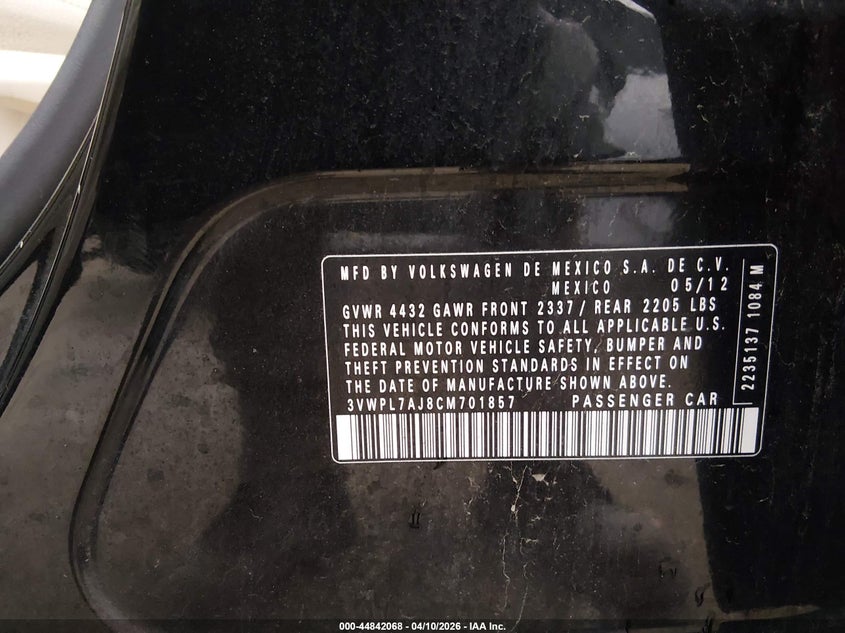 MFD BY VOLKSWAGEN DE MEXICO S.A. DE C.V.
MEXICO 05/12
GVWR 4432 GAWR FRONT 2337 / REAR 2205 LBS
THIS VEHICLE CONFORMS TO ALL APPLICABLE U.S.
FEDERAL MOTOR VEHICLE SAFETY, BUMPER AND
THEFT PREVENTION STANDARDS IN EFFECT ON
THE DATE OF MANUFACTURE SHOWN ABOVE.
3VWPL7AJ8CM701857 PASSENGER CAR
2235137 1084 M
000-44842068 - 04/10/2026 - IAA Inc.